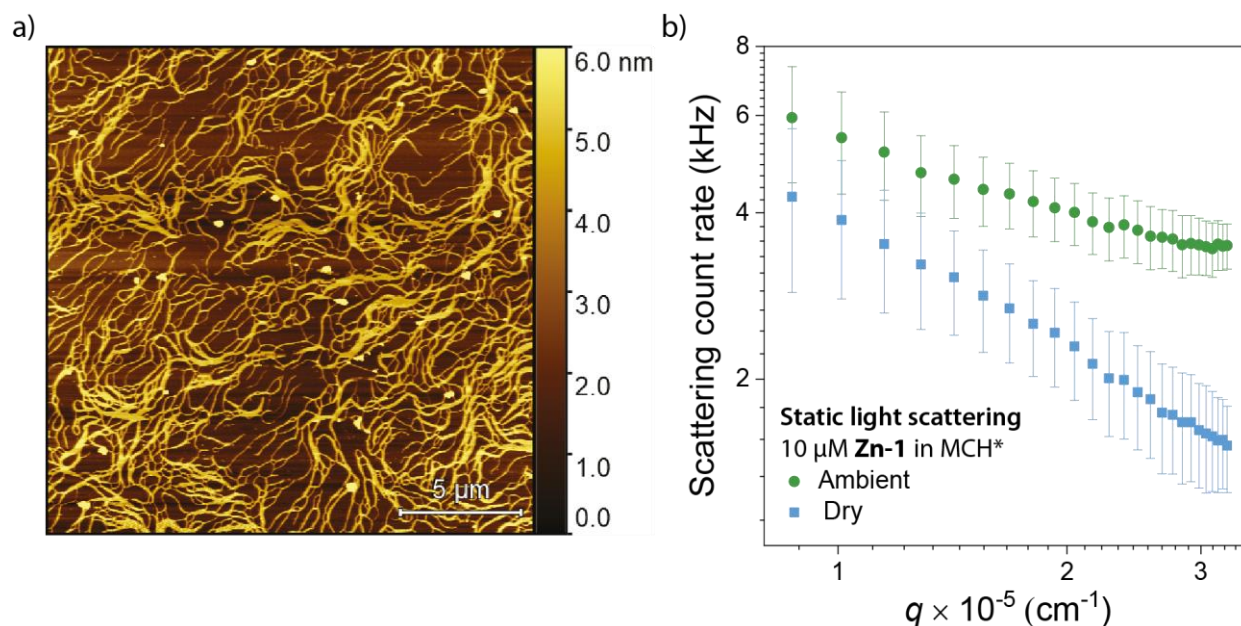 a)
6.0 nm
5.0
4.0
3.0
2.0
1.0
0.0
5 μm
b)
8
6
4
2
Scattering count rate (kHz)
Static light scattering
10 μM Zn-1 in MCH*
Ambient
Dry
1
2
3
q × 10-5 (cm-1)